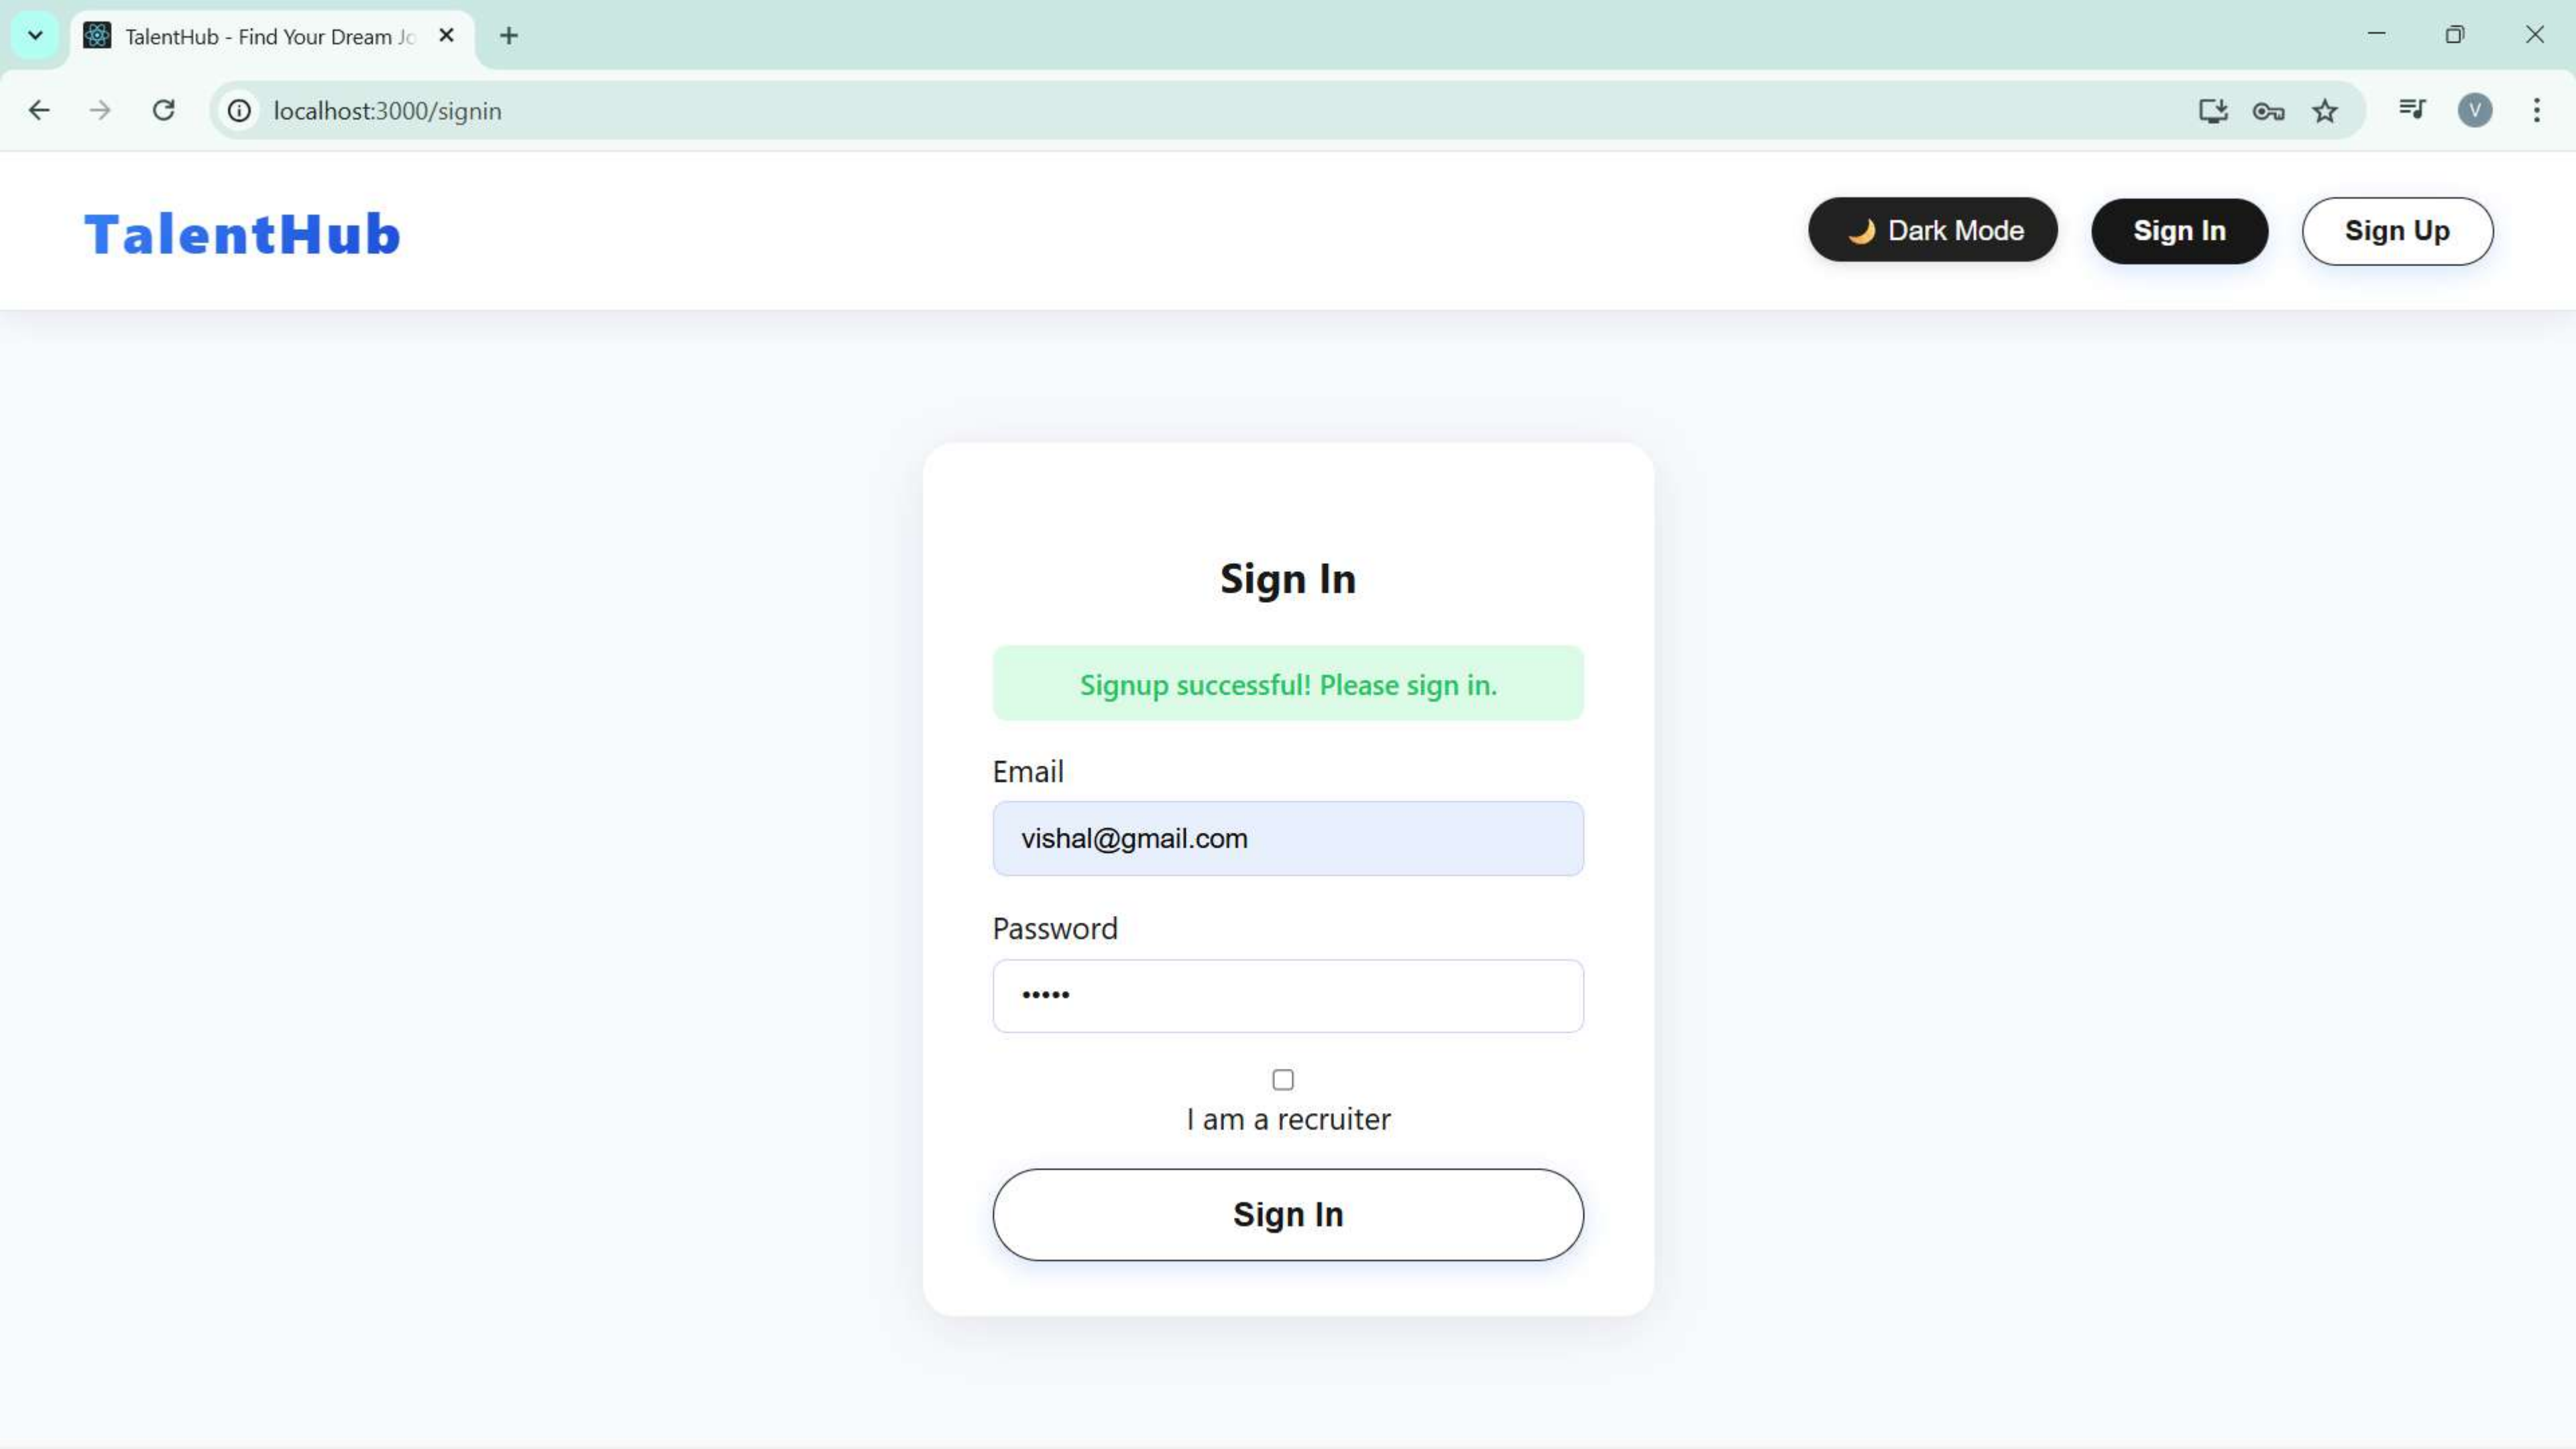 TalentHub - Find Your Dream Jo
localhost:3000/signin
V
TalentHub
Dark Mode
Sign In
Sign Up
Sign In
Signup successful! Please sign in.
Email
vishal@gmail.com
Password
•••••
I am a recruiter
Sign In